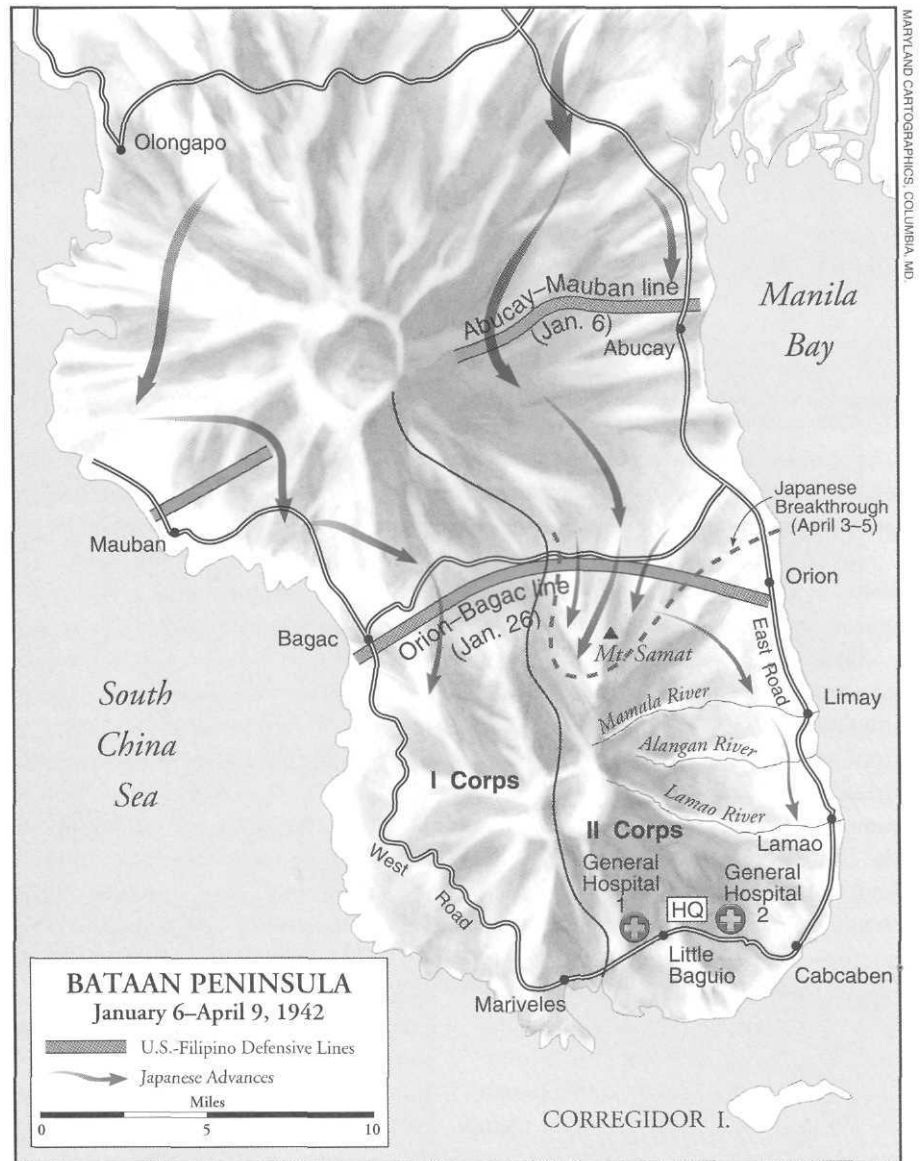 MARYLAND CARTOGRAPHICS, COLUMBIA, MD.
Olongapo
Manila
Bay
Abucay–Mauban line
(Jan. 6)
Abucay
Japanese
Breakthrough
(April 3–5)
Mauban
Orion
Orion–Bagac line
(Jan. 26)
Bagac
Mt. Samat
East Road
South
China
Sea
Mamala River
Limay
Alangan River
I Corps
Lamao River
II Corps
Lamao
West
Road
General
Hospital
1
HQ
General
Hospital
2
Little
Baguio
Cabcaben
Mariveles
BATAAN PENINSULA
January 6–April 9, 1942
U.S.-Filipino Defensive Lines
Japanese Advances
Miles
0
5
10
CORREGIDOR I.